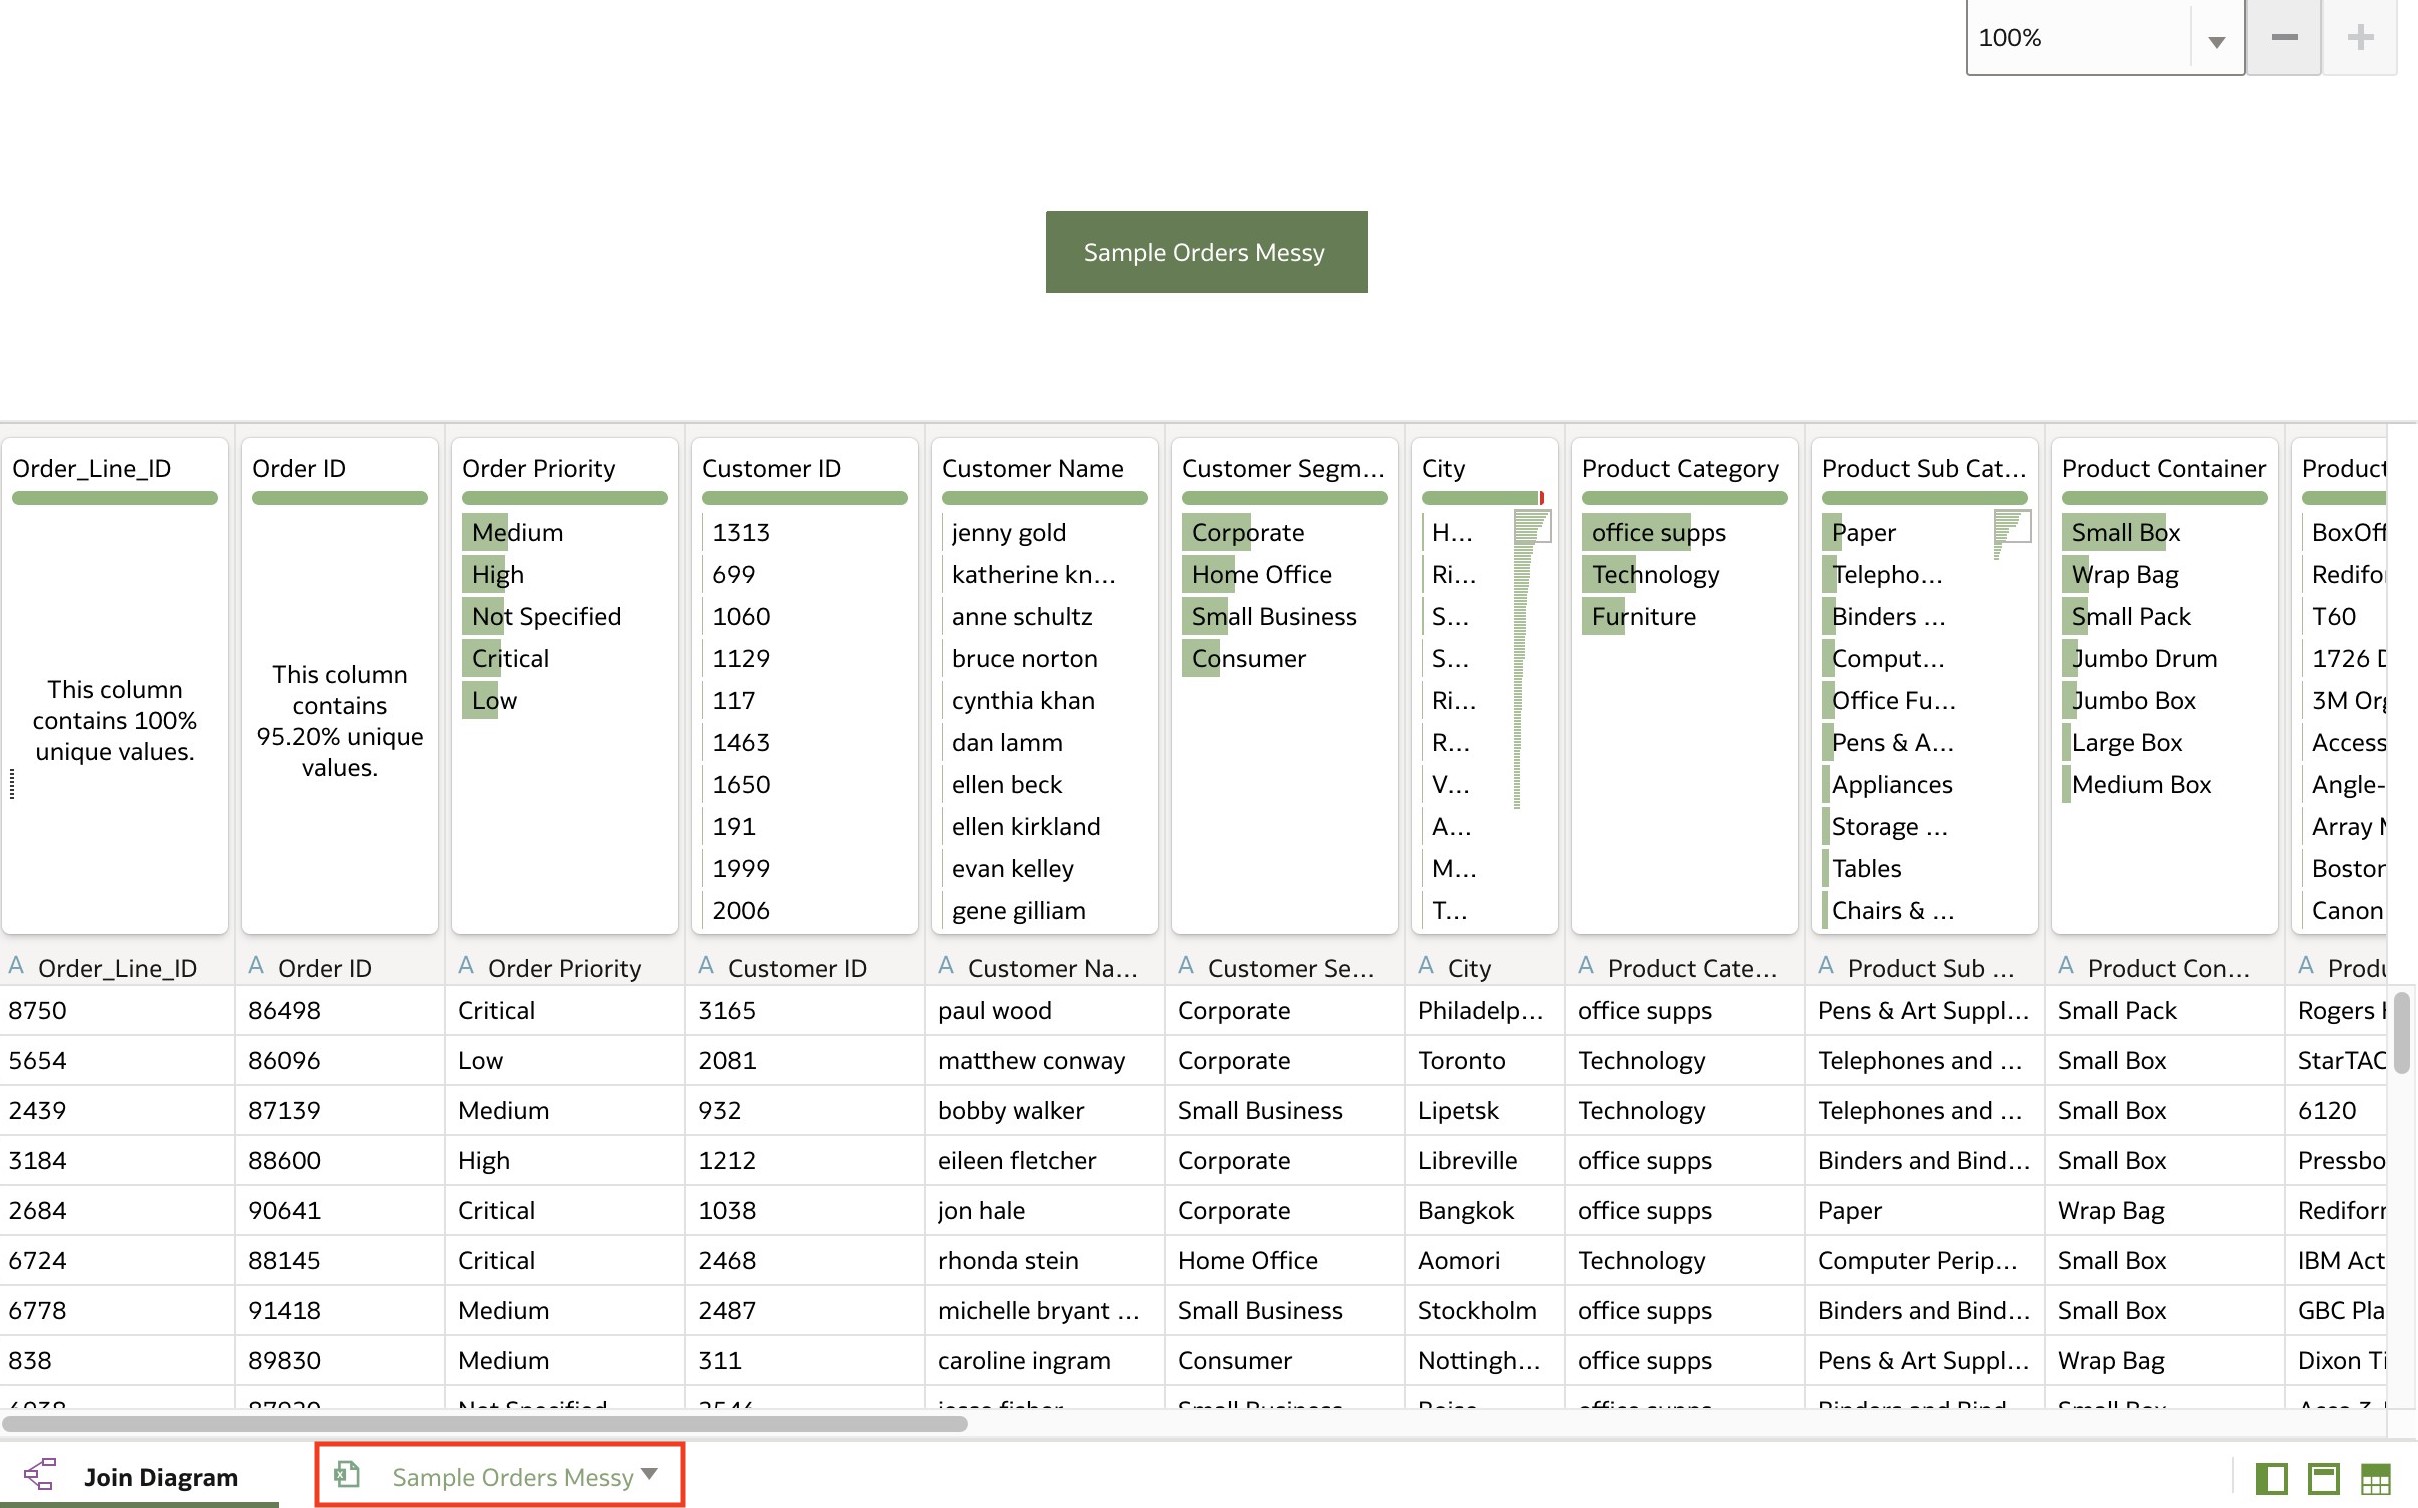 100%
Sample Orders Messy
Order_Line_ID Order ID Order Priority Customer ID Customer Name Customer Segm... City Product Category Product Sub Cat... Product Container Product
Medium 1313 jenny gold Corporate H... office supps Paper Small Box BoxOff
High 699 katherine kn... Home Office Ri... Technology Telepho... Wrap Bag Redifo
Not Specified 1060 anne schultz Small Business S... Furniture Binders ... Small Pack T60
Critical 1129 bruce norton Consumer S... Comput... Jumbo Drum 1726
Low 117 cynthia khan Ri... Office Fu... Jumbo Box 3M Org
1463 dan lamm R... Pens & A... Large Box Access
1650 ellen beck V... Appliances Medium Box Angle-
191 ellen kirkland A... Storage ... Array
1999 evan kelley M... Tables Boston
2006 gene gilliam T... Chairs & ... Canon
This column
contains 100%
unique values.
This column
contains
95.20% unique
values.
A Order_Line_ID A Order ID A Order Priority A Customer ID A Customer Na... A Customer Se... A City A Product Cate... A Product Sub ... A Product Con... A Produ
8750 86498 Critical 3165 paul wood Corporate Philadelp... office supps Pens & Art Suppl... Small Pack Rogers
5654 86096 Low 2081 matthew conway Corporate Toronto Technology Telephones and ... Small Box StarTAC
2439 87139 Medium 932 bobby walker Small Business Lipetsk Technology Telephones and ... Small Box 6120
3184 88600 High 1212 eileen fletcher Corporate Libreville office supps Binders and Bind... Small Box Pressbo
2684 90641 Critical 1038 jon hale Corporate Bangkok office supps Paper Wrap Bag Redifor
6724 88145 Critical 2468 rhonda stein Home Office Aomori Technology Computer Perip... Small Box IBM Act
6778 91418 Medium 2487 michelle bryant ... Small Business Stockholm office supps Binders and Bind... Small Box GBC Pla
838 89830 Medium 311 caroline ingram Consumer Nottingh... office supps Pens & Art Suppl... Wrap Bag Dixon Ti
Join Diagram Sample Orders Messy